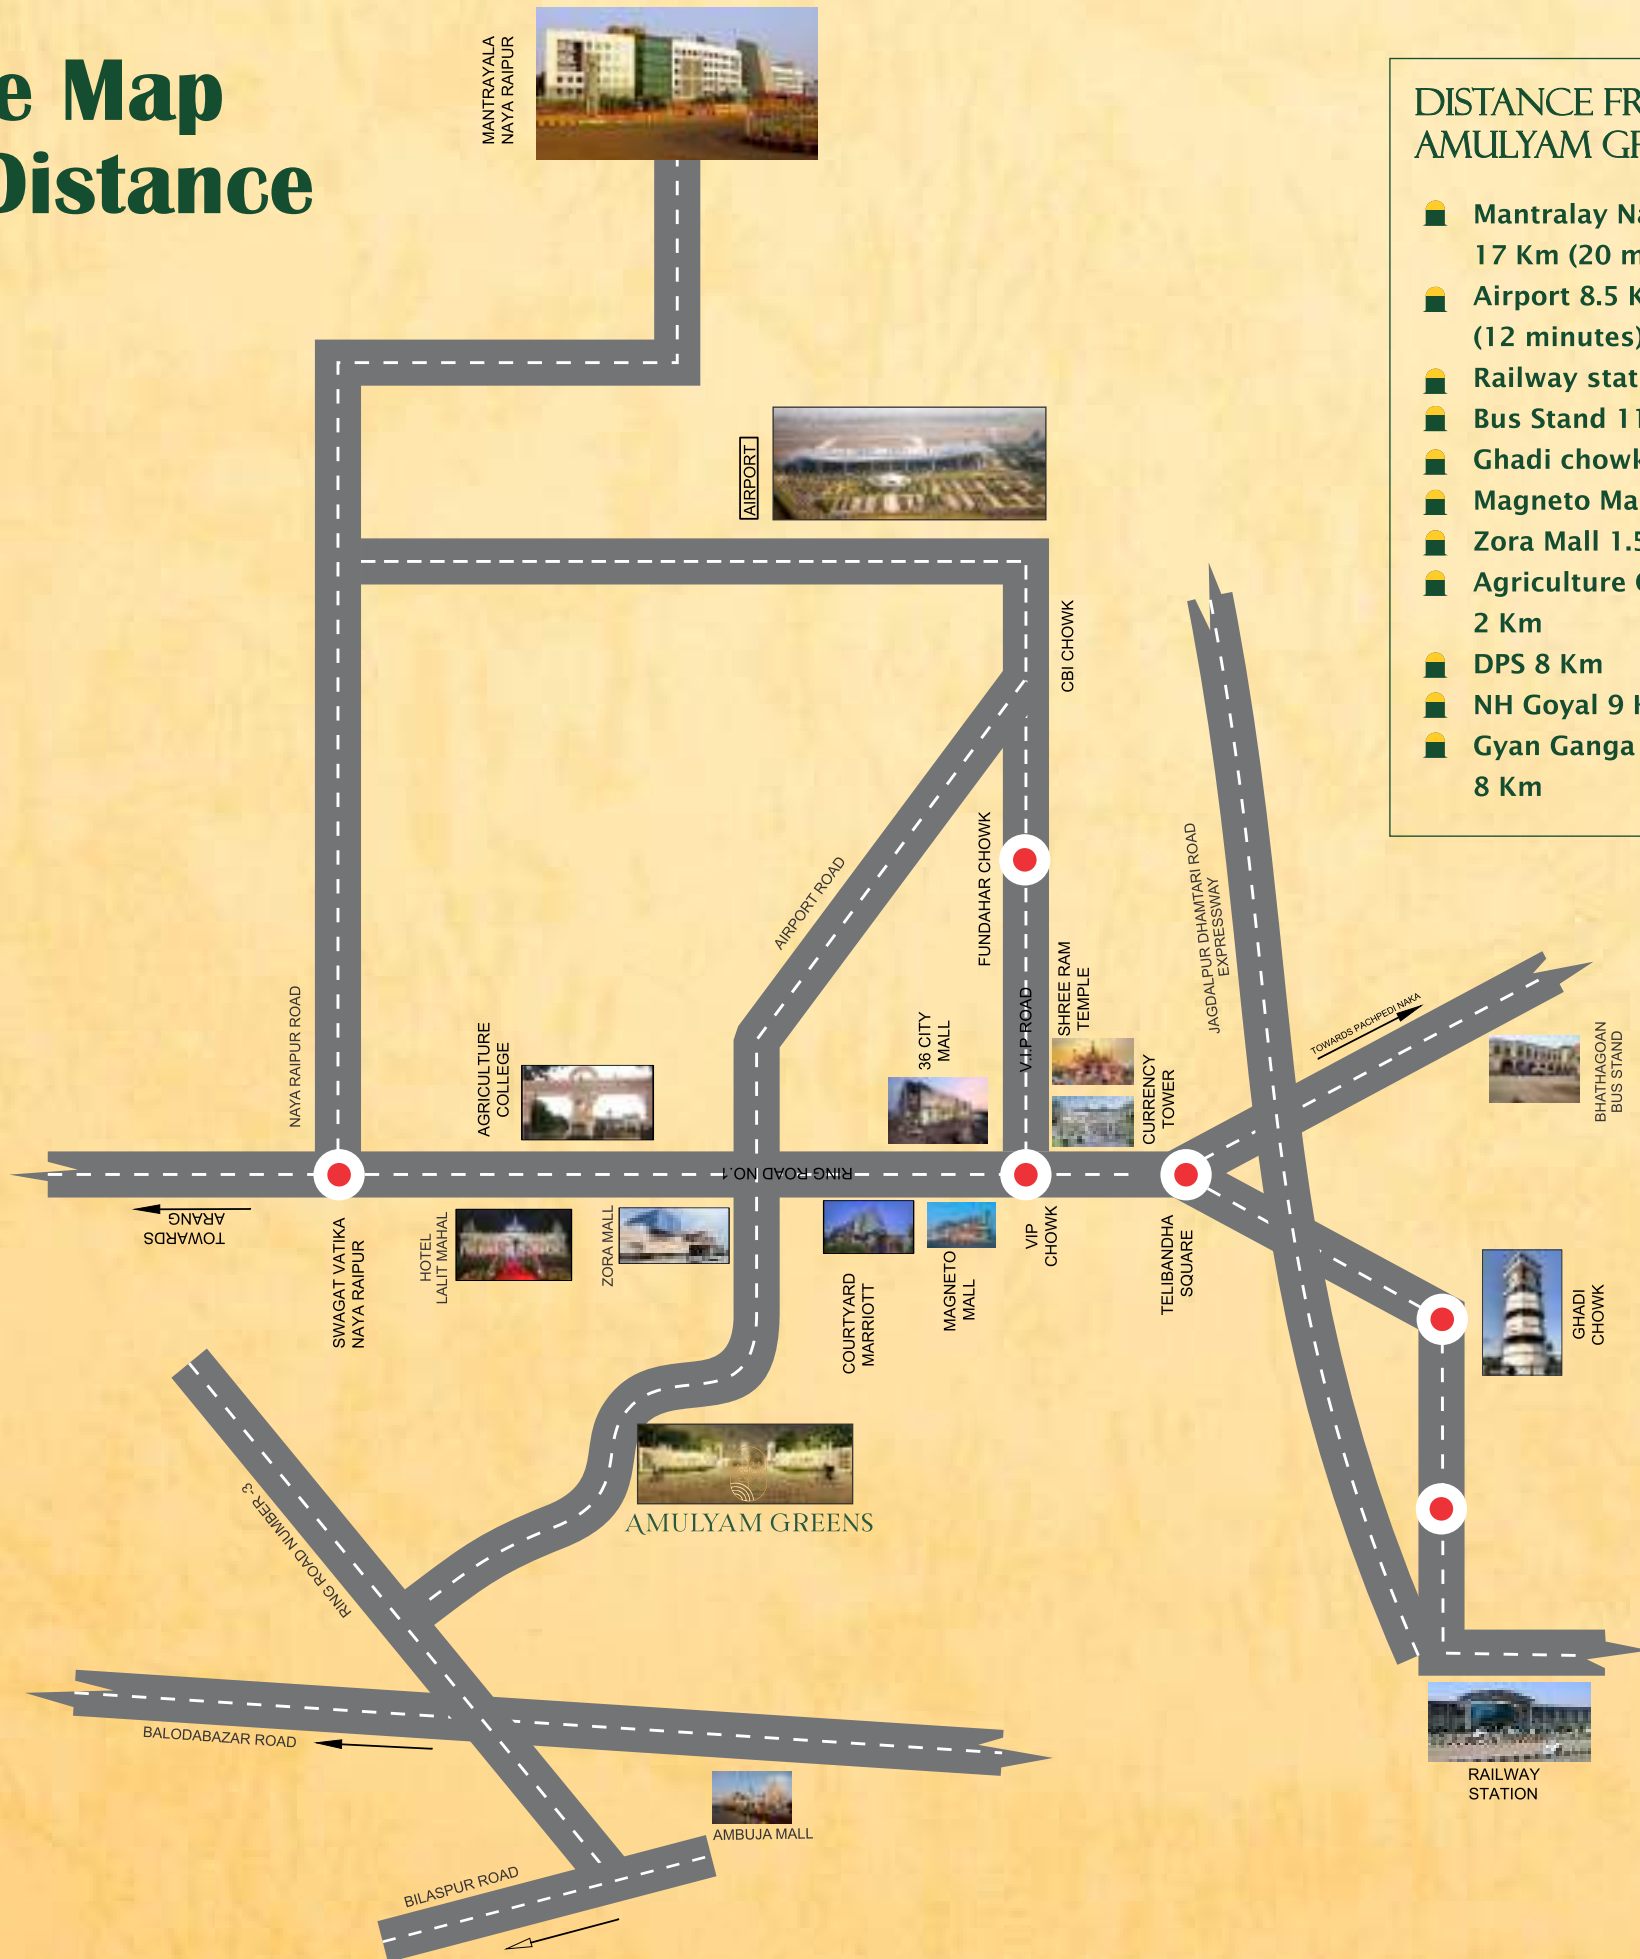 e Map
Distance
MANTRAYALA
NAYA RAIPUR
DISTANCE FR
AMULYAM GR
Mantralay Na
17 Km (20 m
Airport 8.5 K
(12 minutes)
Railway stat
Bus Stand 11
Ghadi chowk
Magneto Ma
Zora Mall 1.5
Agriculture C
2 Km
DPS 8 Km
NH Goyal 9 K
Gyan Ganga
8 Km
AIRPORT
CBI CHOWK
FUNDAHAR CHOWK
AIRPORT ROAD
JAGDALPUR DHAMTARI ROAD
EXPRESSWAY
NAYA RAIPUR ROAD
AGRICULTURE
COLLEGE
36 CITY
MALL
V.I.P ROAD
SHREE RAM
TEMPLE
CURRENCY
TOWER
TOWARDS PACHPEDI NAKA
BHATHAGOAN
BUS STAND
RING ROAD NO.1
TOWARDS
ARANG
SWAGAT VATIKA
NAYA RAIPUR
HOTEL
LALIT MAHAL
ZORA MALL
COURTYARD
MARRIOTT
MAGNETO
MALL
VIP
CHOWK
TELIBANDHA
SQUARE
GHADI
CHOWK
RING ROAD NUMBER -3
AMULYAM GREENS
BALODABAZAR ROAD
AMBUJA MALL
BILASPUR ROAD
RAILWAY
STATION